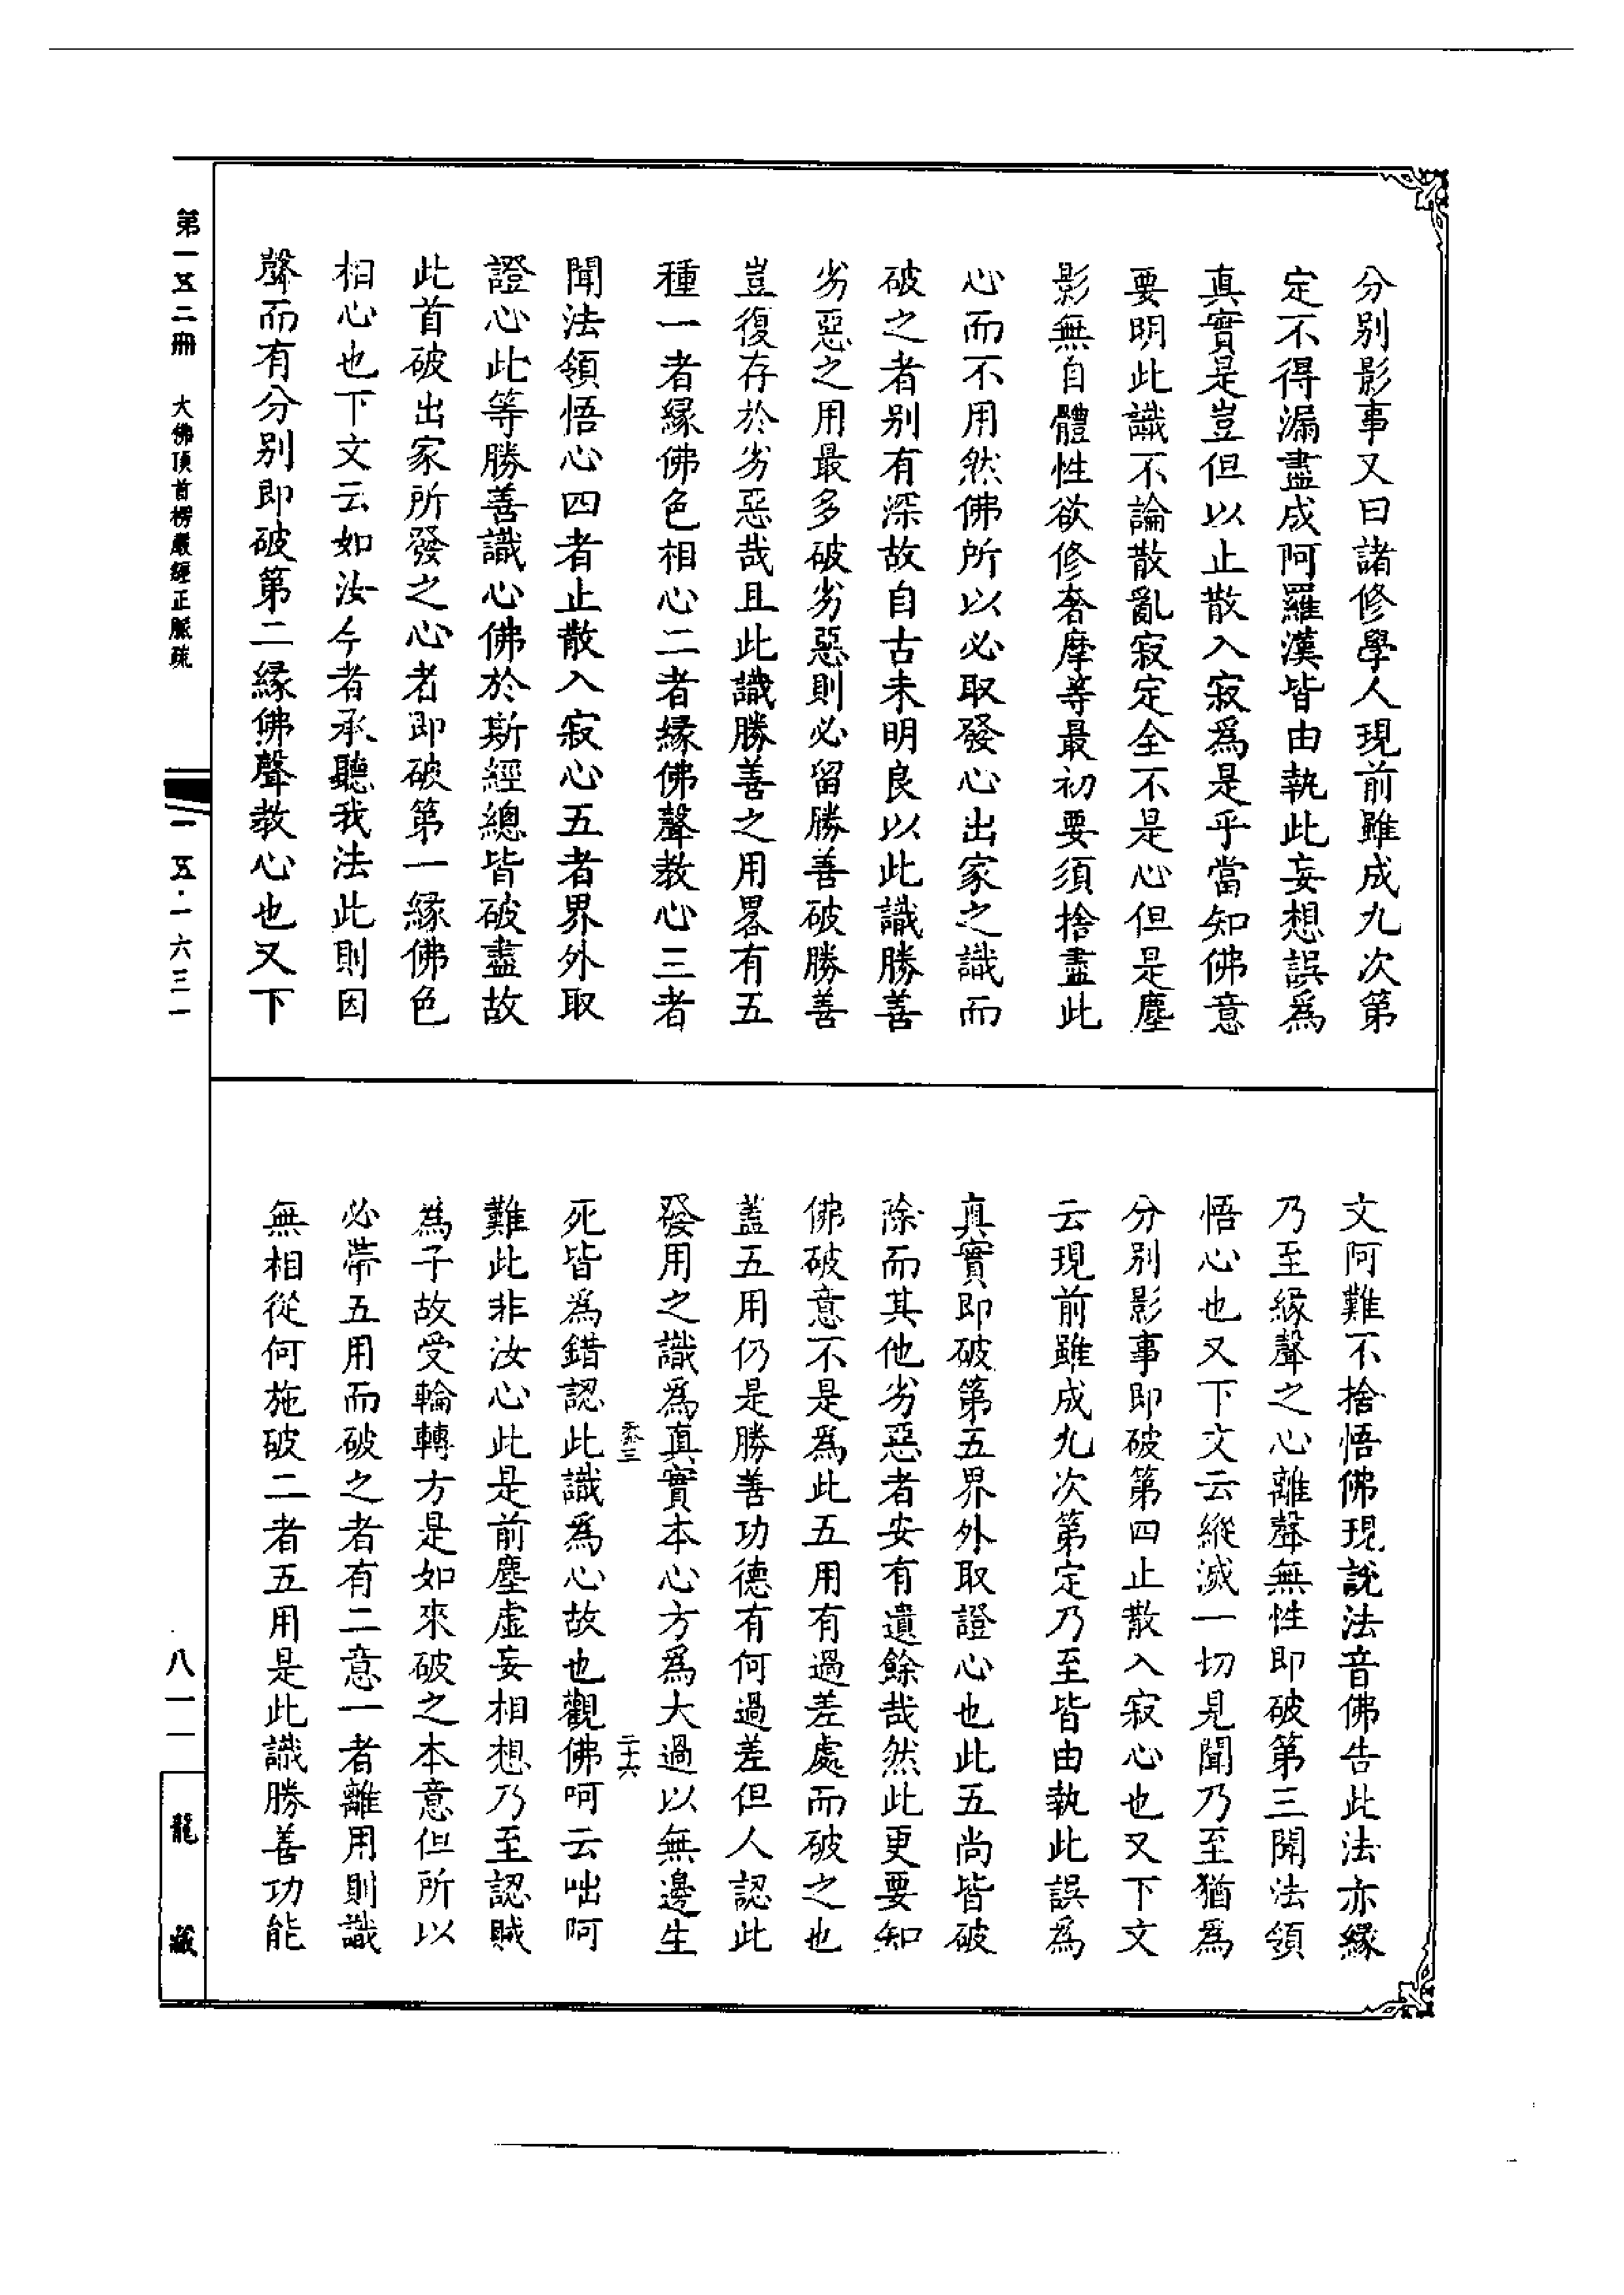 分别影事又曰諸修學人現前雖成九次第
定不得漏盡成阿羅漢皆由執此妄想誤為
真實是豈但以止散入寂為是乎當知佛意
要明此識不論散亂寂定全不是心但是塵
影無自體性欲修奢摩等最初要須捨盡此
心而不用然佛所以必取發心出家之識而
破之者别有深故自古未明良以此識勝善
劣惡之用最多破劣惡則必留勝善破勝善
豈復存於劣惡哉且此識勝善之用畧有五
種一者緣佛色相心二者緣佛聲教心三者
聞法領悟心四者止散入寂心五者界外取
證心此等勝善識心佛於斯經總皆破盡故
此首破出家所發之心者即破第一緣佛色
相心也下文云如汝今者承聽我法此則因
聲而有分别即破第二緣佛聲教心也又下
文阿難不捨悟佛現說法音佛告此法亦緣
乃至緣聲之心離聲無性即破第三聞法領
悟心也又下文云縱滅一切見聞乃至猶為
分别影事即破第四止散入寂心也又下文
云現前雖成九次第定乃至皆由執此誤為
真實即破第五界外取證心也此五尚皆破
除而其他劣惡者安有遺餘哉然此更要知
佛破意不是為此五用有過差處而破之也
蓋五用仍是勝善功德有何過差但人認此
發用之識為真實本心方為大過以無邊生
卷三
二十六
死皆為錯認此識為心故也觀佛呵云咄阿
難此非汝心此是前塵虛妄相想乃至認賊
為子故受輪轉方是如來破之本意但所以
必帶五用而破之者有二意一者離用則識
無相從何施破二者五用是此識勝善功能
第一五二冊 大佛頂首楞嚴經正脈疏
一五·一六三一
八一一
龍藏